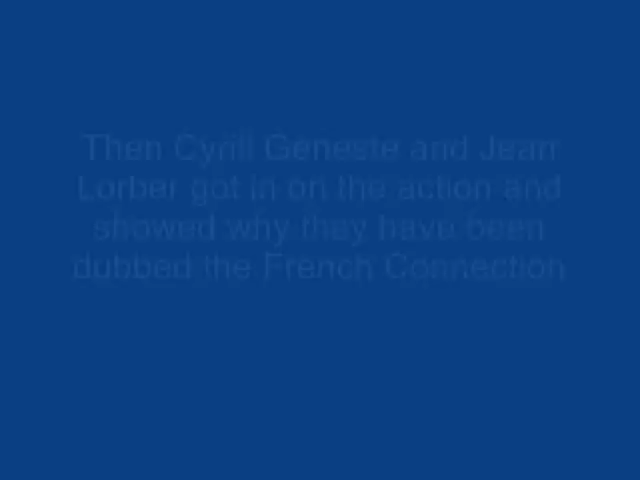 Then Cyrill Geneste and Jean
Lorber got in on the action and
showed why they have been
dubbed the French Connection